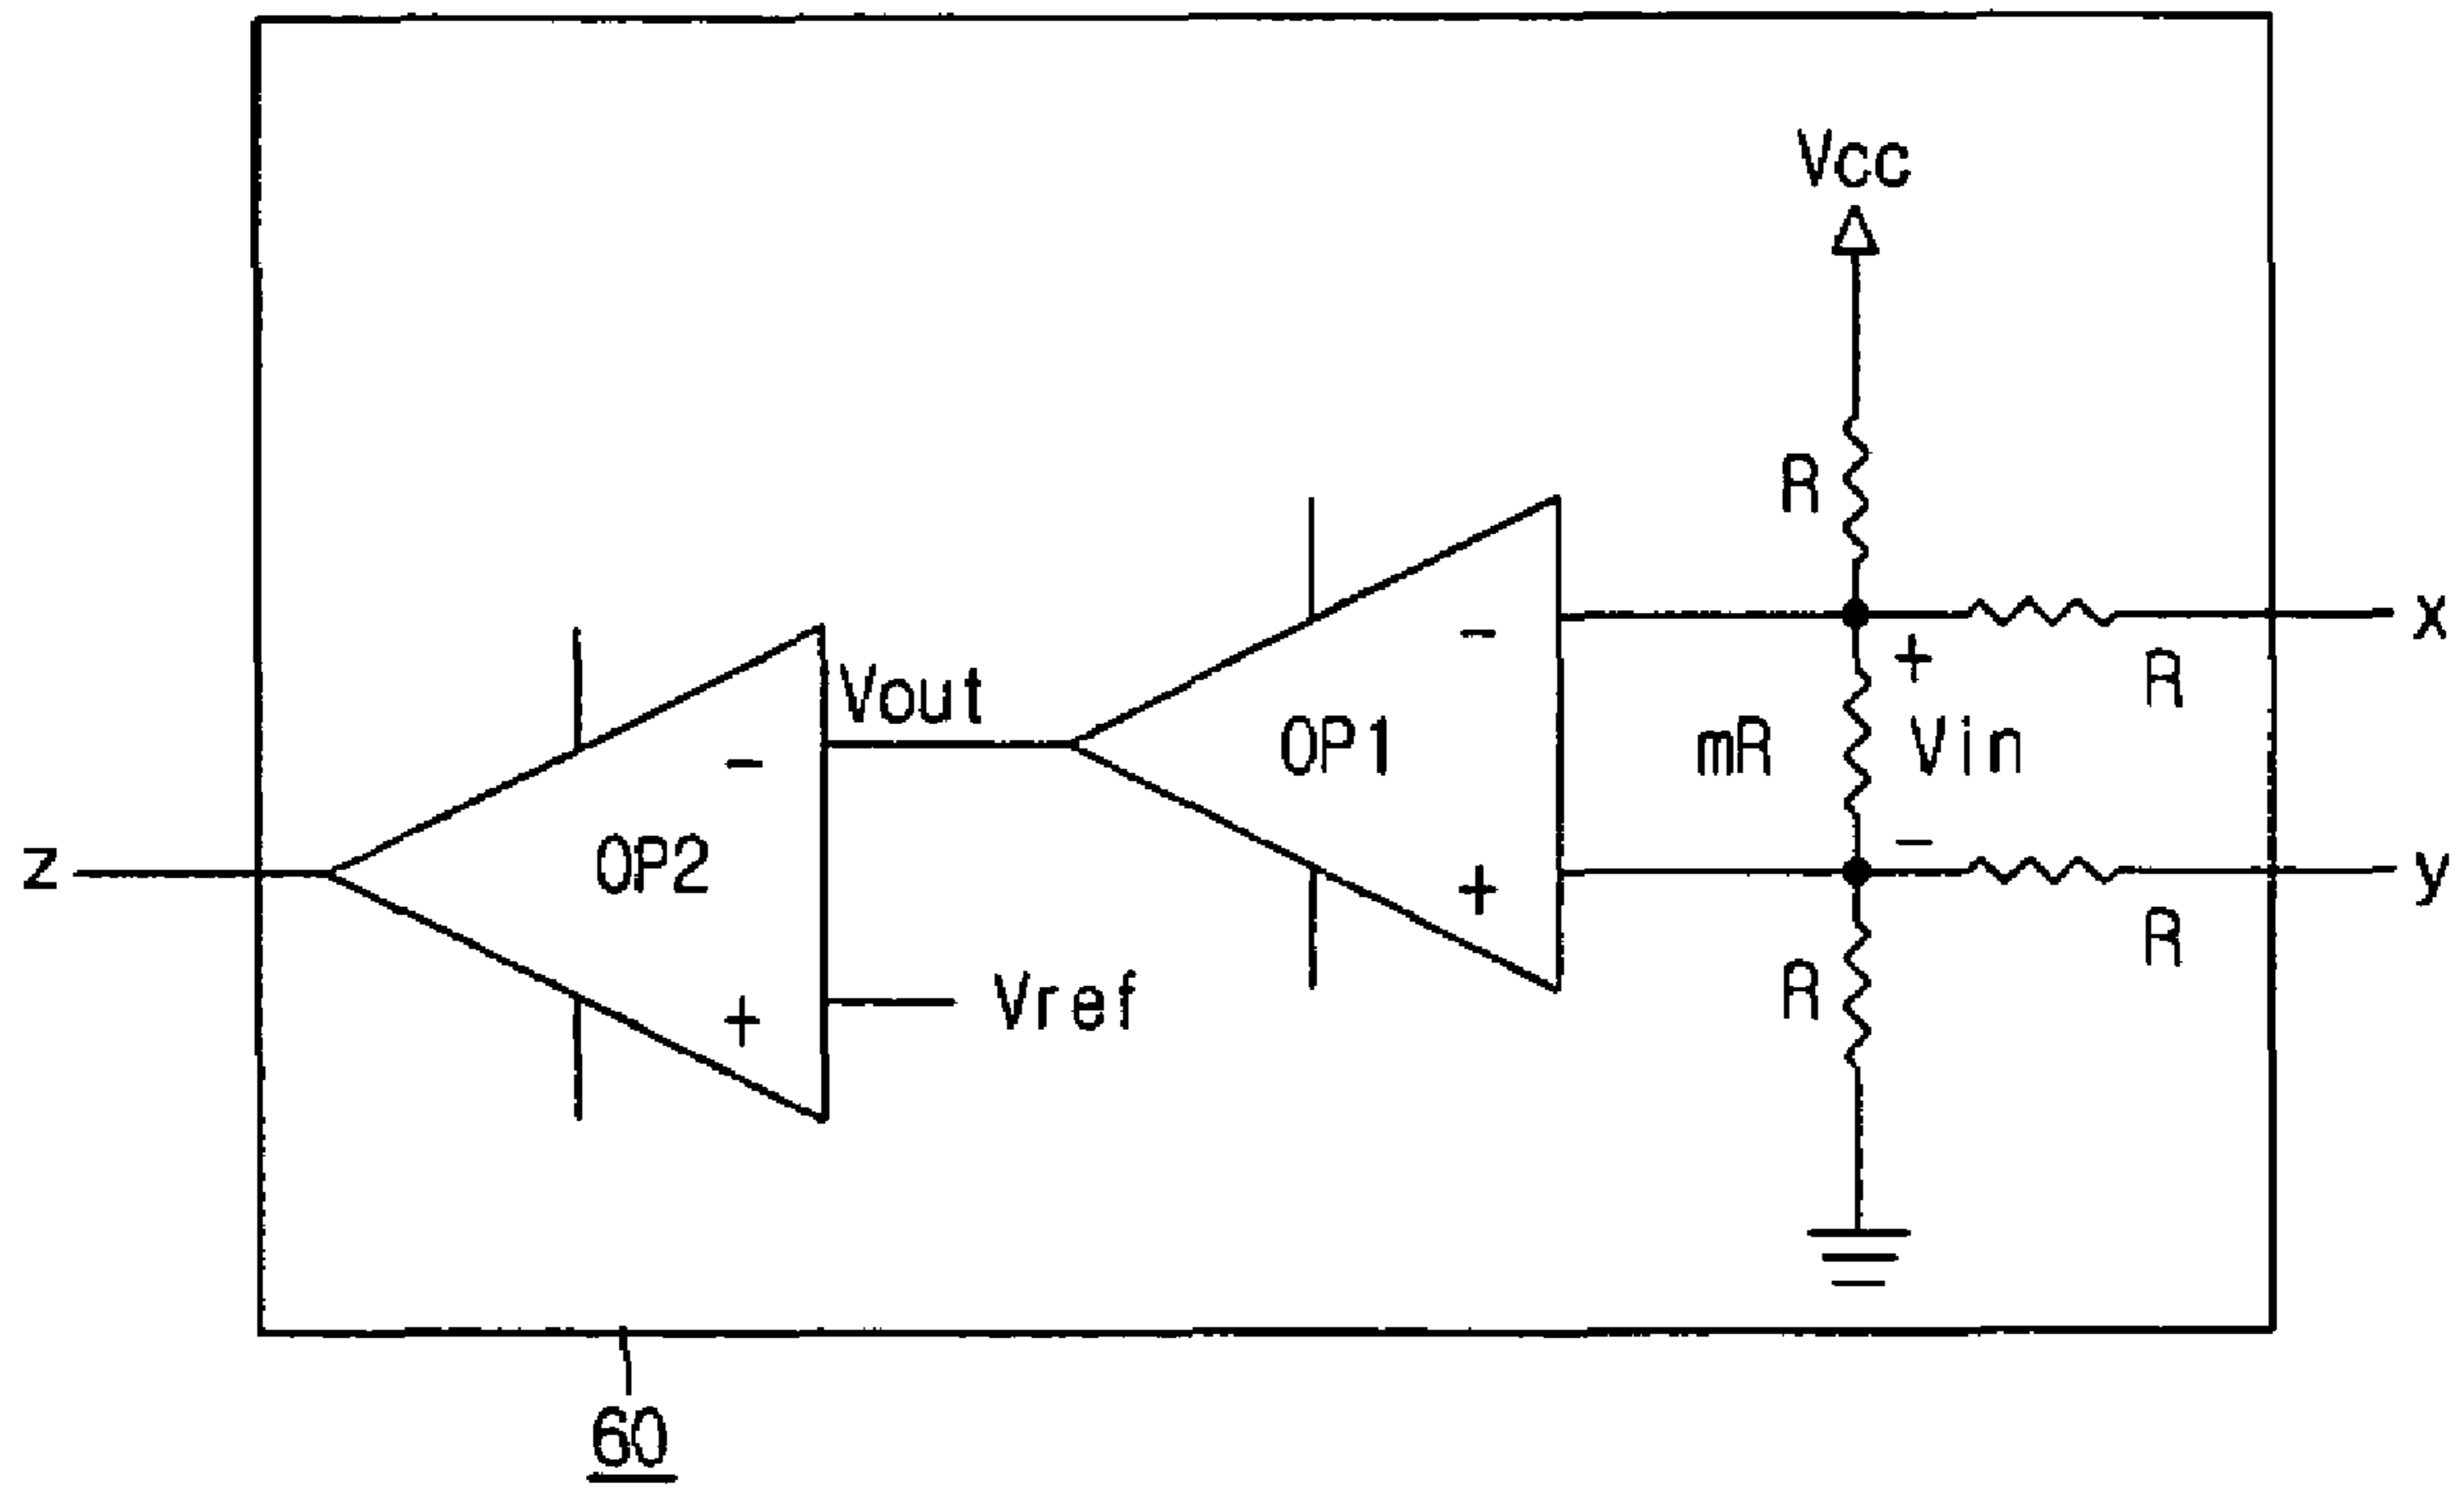 Vcc
R
x
-
+
R
Vout
OP1
mR
Vin
-
-
z
OP2
+
y
R
R
+
Vref
60